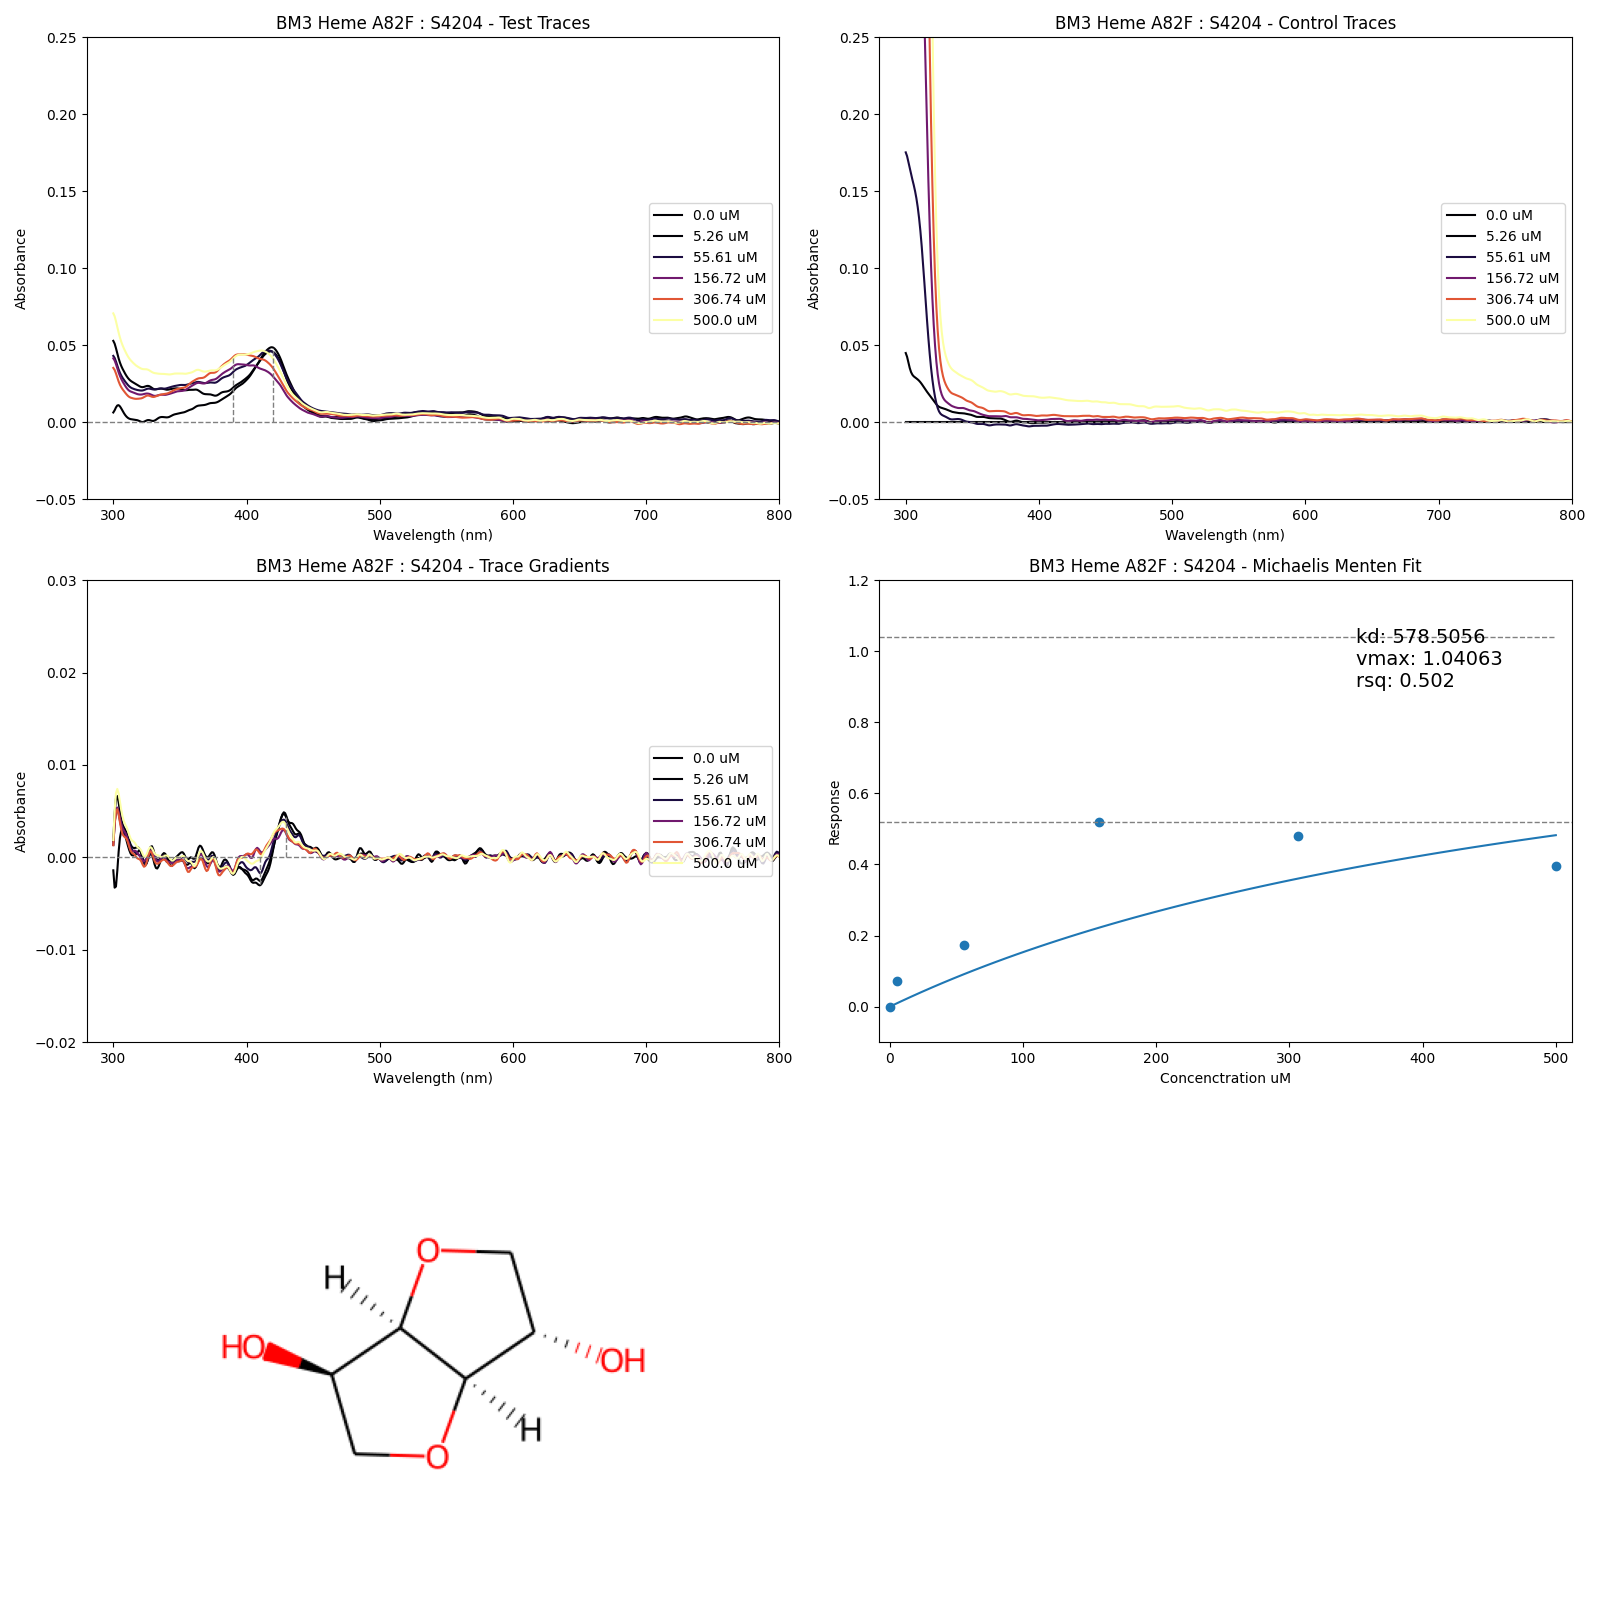 BM3 Heme A82F : S4204 - Test Traces
Absorbance
0.25
0.20
0.15
0.10
0.05
0.00
−0.05
300 400 500 600 700 800
Wavelength (nm)
0.0 uM
5.26 uM
55.61 uM
156.72 uM
306.74 uM
500.0 uM
BM3 Heme A82F : S4204 - Control Traces
Absorbance
0.25
0.20
0.15
0.10
0.05
0.00
−0.05
300 400 500 600 700 800
Wavelength (nm)
0.0 uM
5.26 uM
55.61 uM
156.72 uM
306.74 uM
500.0 uM
BM3 Heme A82F : S4204 - Trace Gradients
Absorbance
0.03
0.02
0.01
0.00
−0.01
−0.02
300 400 500 600 700 800
Wavelength (nm)
0.0 uM
5.26 uM
55.61 uM
156.72 uM
306.74 uM
500.0 uM
BM3 Heme A82F : S4204 - Michaelis Menten Fit
Response
1.2
1.0
0.8
0.6
0.4
0.2
0.0
0 100 200 300 400 500
Concenctration uM
kd: 578.5056
vmax: 1.04063
rsq: 0.502
O
H
HO
OH
H
O